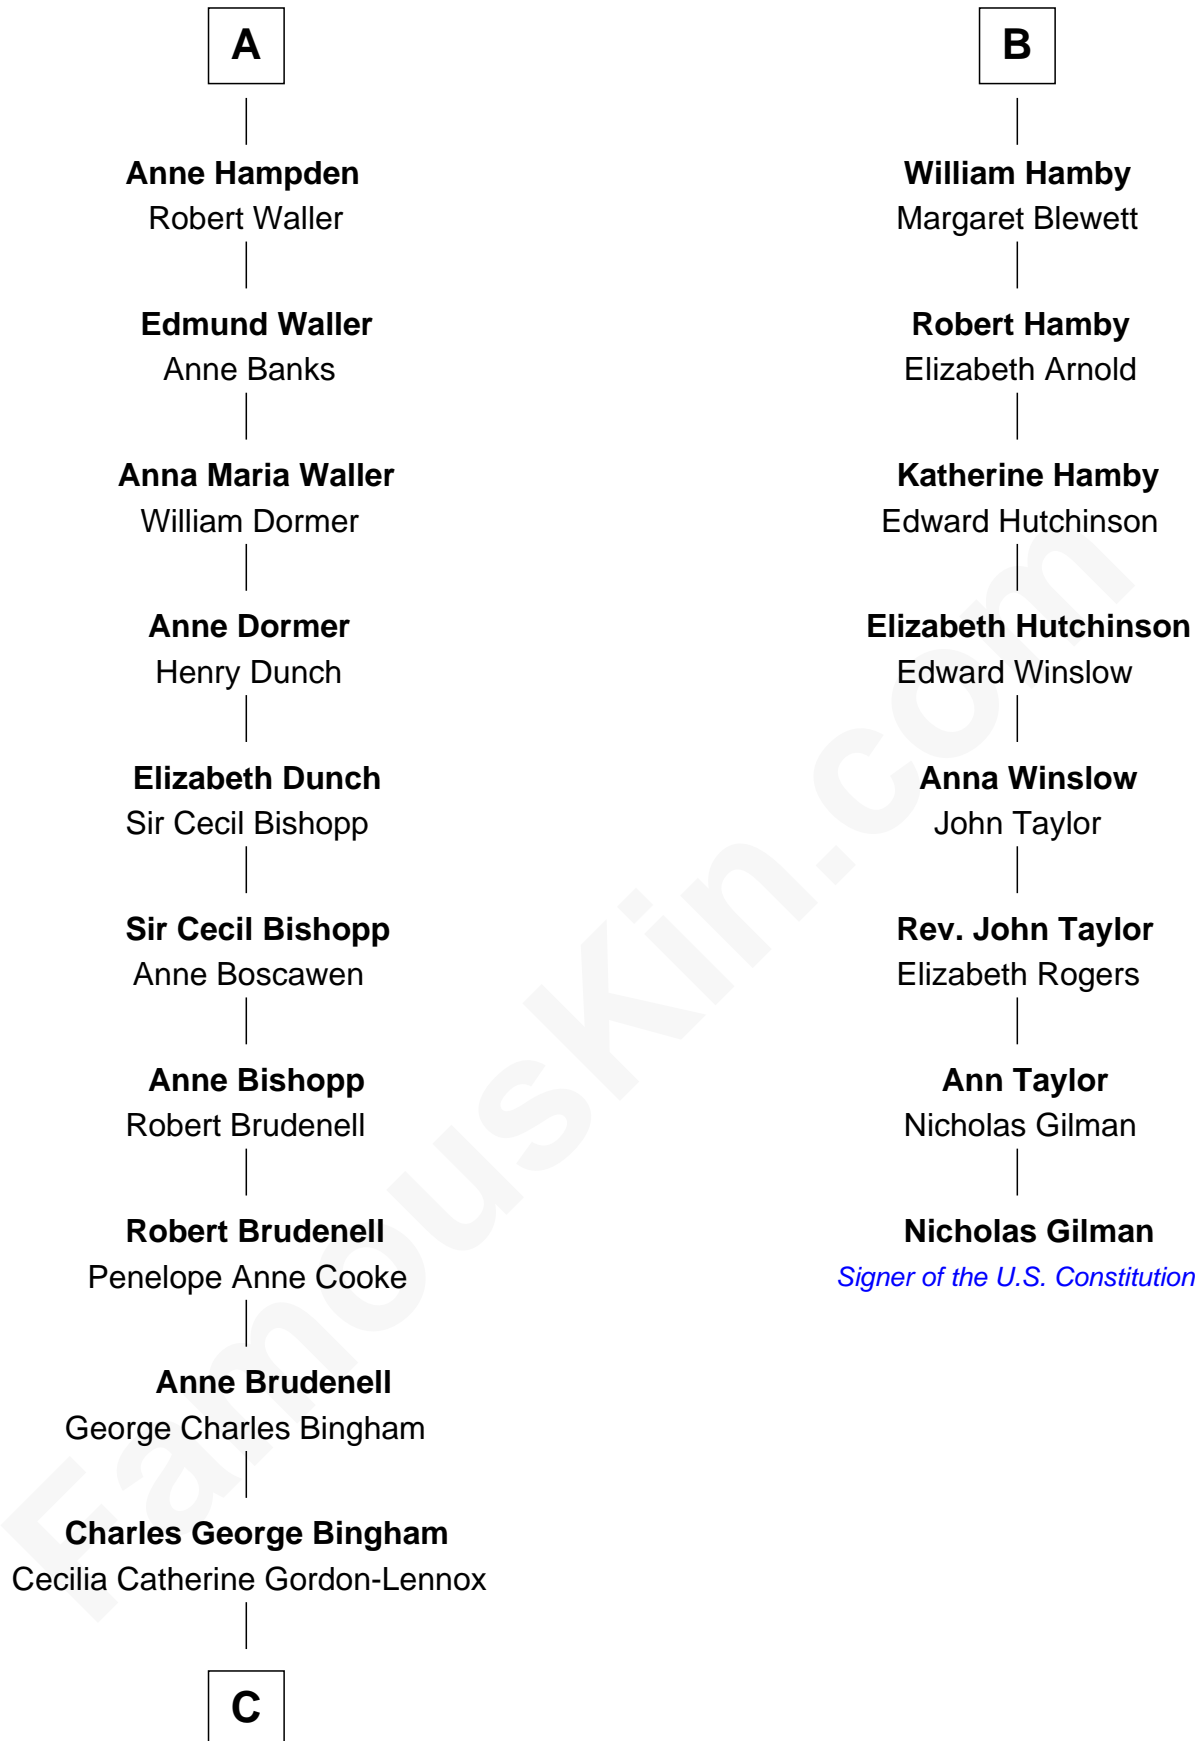 A
Anne Hampden
Robert Waller
Edmund Waller
Anne Banks
Anna Maria Waller
William Dormer
Anne Dormer
Henry Dunch
Elizabeth Dunch
Sir Cecil Bishopp
Sir Cecil Bishopp
Anne Boscawen
Anne Bishopp
Robert Brudenell
Robert Brudenell
Penelope Anne Cooke
Anne Brudenell
George Charles Bingham
Charles George Bingham
Cecilia Catherine Gordon-Lennox
C
B
William Hamby
Margaret Blewett
Robert Hamby
Elizabeth Arnold
Katherine Hamby
Edward Hutchinson
Elizabeth Hutchinson
Edward Winslow
Anna Winslow
John Taylor
Rev. John Taylor
Elizabeth Rogers
Ann Taylor
Nicholas Gilman
Nicholas Gilman
Signer of the U.S. Constitution
FamousKin.com